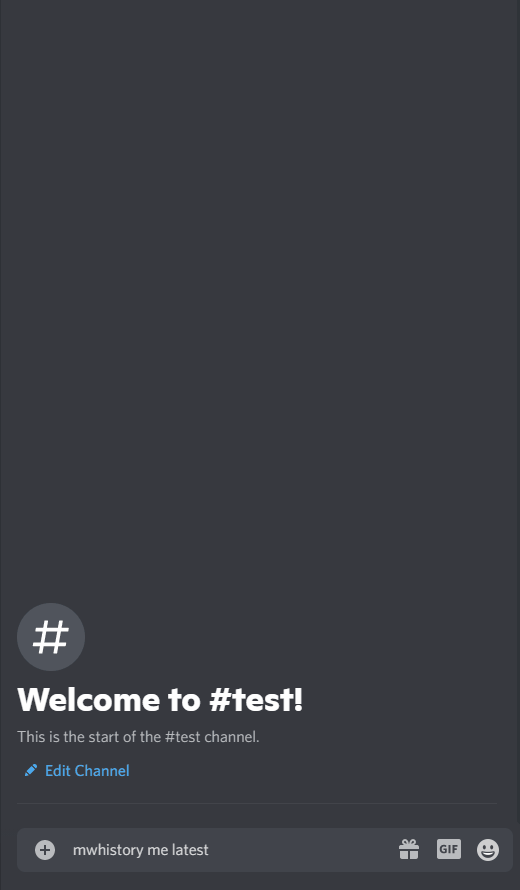 #
Welcome to #test!
This is the start of the #test channel.
Edit Channel
mwhistory me latest
GIF